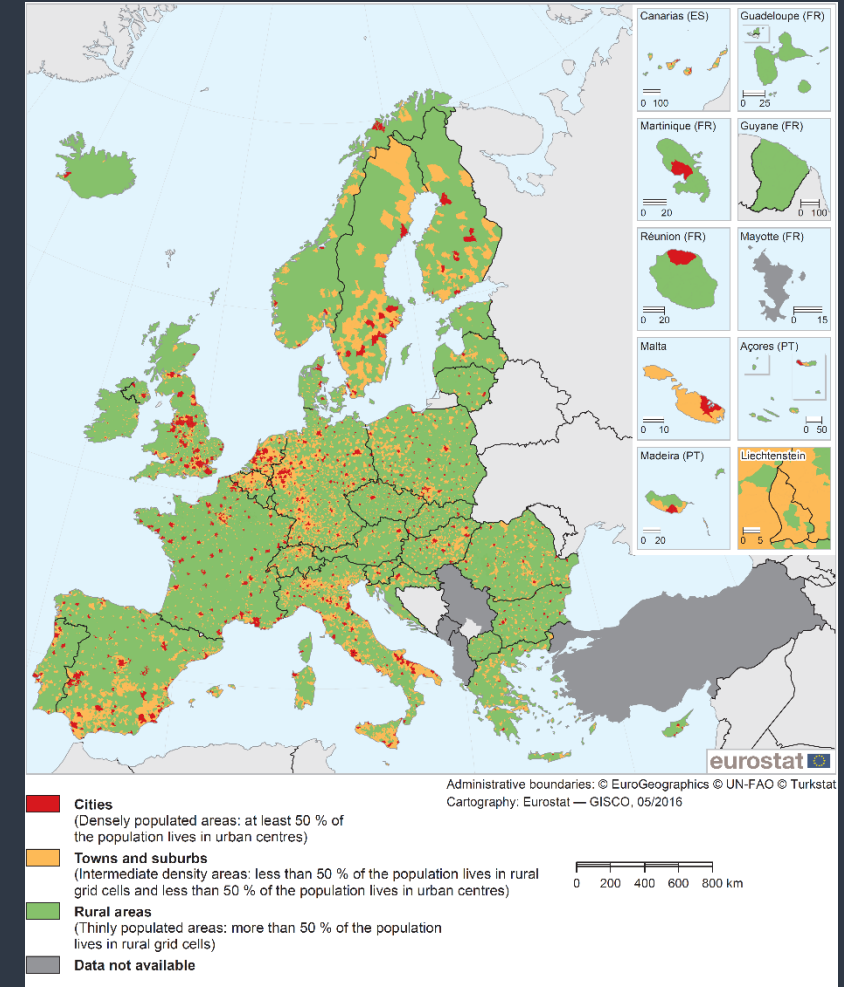 Canarias (ES)
0 100
Guadeloupe (FR)
0 25
Martinique (FR)
0 20
Guyane (FR)
0 100
Réunion (FR)
0 20
Mayotte (FR)
0 15
Malta
0 10
Açores (PT)
0 50
Madeira (PT)
0 20
Liechtenstein
0 5
eurostat
Administrative boundaries: © EuroGeographics © UN-FAO © Turkstat
Cartography: Eurostat — GISCO, 05/2016
Cities
(Densely populated areas: at least 50 % of
the population lives in urban centres)
Towns and suburbs
(Intermediate density areas: less than 50 % of the population lives in rural
grid cells and less than 50 % of the population lives in urban centres)
Rural areas
(Thinly populated areas: more than 50 % of the population
lives in rural grid cells)
Data not available
0 200 400 600 800 km